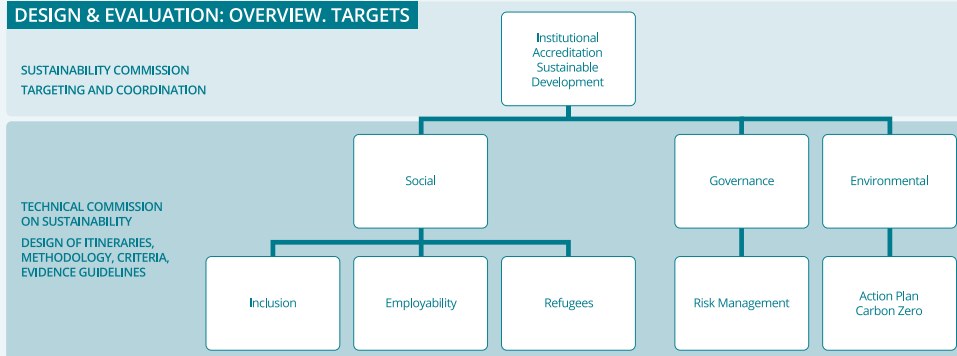 DESIGN & EVALUATION: OVERVIEW. TARGETS
SUSTAINABILITY COMMISSION
TARGETING AND COORDINATION
Institutional
Accreditation
Sustainable
Development
TECHNICAL COMMISSION
ON SUSTAINABILITY
DESIGN OF ITINERARIES,
METHODOLOGY, CRITERIA,
EVIDENCE GUIDELINES
Social
Governance
Environmental
Inclusion
Employability
Refugees
Risk Management
Action Plan
Carbon Zero